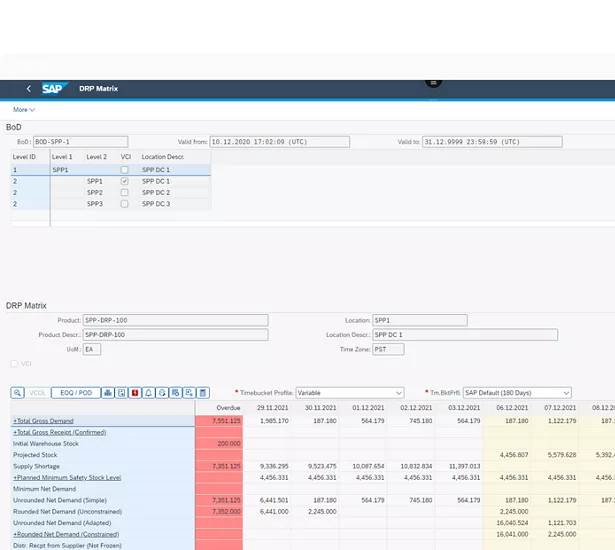 SAP DRP Matrix
More
BoD
BoD: BOD-SPP-1 Valid from: 10.12.2020 17:02:09 (UTC) Valid to: 31.12.9999 23:59:59 (UTC)
Level ID Level 1 Level 2 VCI Location Descr.
1 SPP1 SPP DC 1
2 SPP1 SPP DC 1
2 SPP2 SPP DC 2
2 SPP3 SPP DC 3
DRP Matrix
Product: SPP-DRP-100 Location: SPP1
Product Descr.: SPP-DRP-100 Location Descr.: SPP DC 1
UoM: EA Time Zone: PST
VCI
VCOL EOQ / POD * Timebucket Profile: Variable * Tm.BktPrfl: SAP Default (180 Days)
Overdue 29.11.2021 30.11.2021 01.12.2021 02.12.2021 03.12.2021 06.12.2021 07.12.2021 08.12.20
+Total Gross Demand 7,551.125 1,985.170 187.180 564.179 745.180 564.179 187.180 1,122.179 187.
+Total Gross Receipt (Confirmed)
Initial Warehouse Stock 200.000
Projected Stock 4,456.807 5,579.628 5,392.4
Supply Shortage 7,351.125 9,336.295 9,523.475 10,087.654 10,832.834 11,397.013
+Planned Minimum Safety Stock Level 4,456.331 4,456.331 4,456.331 4,456.331 4,456.331 4,456.331 4,456.331 4,456.3
Minimum Net Demand
Unrounded Net Demand (Simple) 7,351.125 6,441.501 187.180 564.179 745.180 564.179 187.180 1,122.179 187.
Rounded Net Demand (Unconstrained) 7,352.000 6,441.000 2,245.000 2,245.000
Unrounded Net Demand (Adapted) 16,040.524 1,121.703
+Rounded Net Demand (Constrained) 16,041.000 2,245.000
Distr. Recpt from Supplier (Not Frozen)